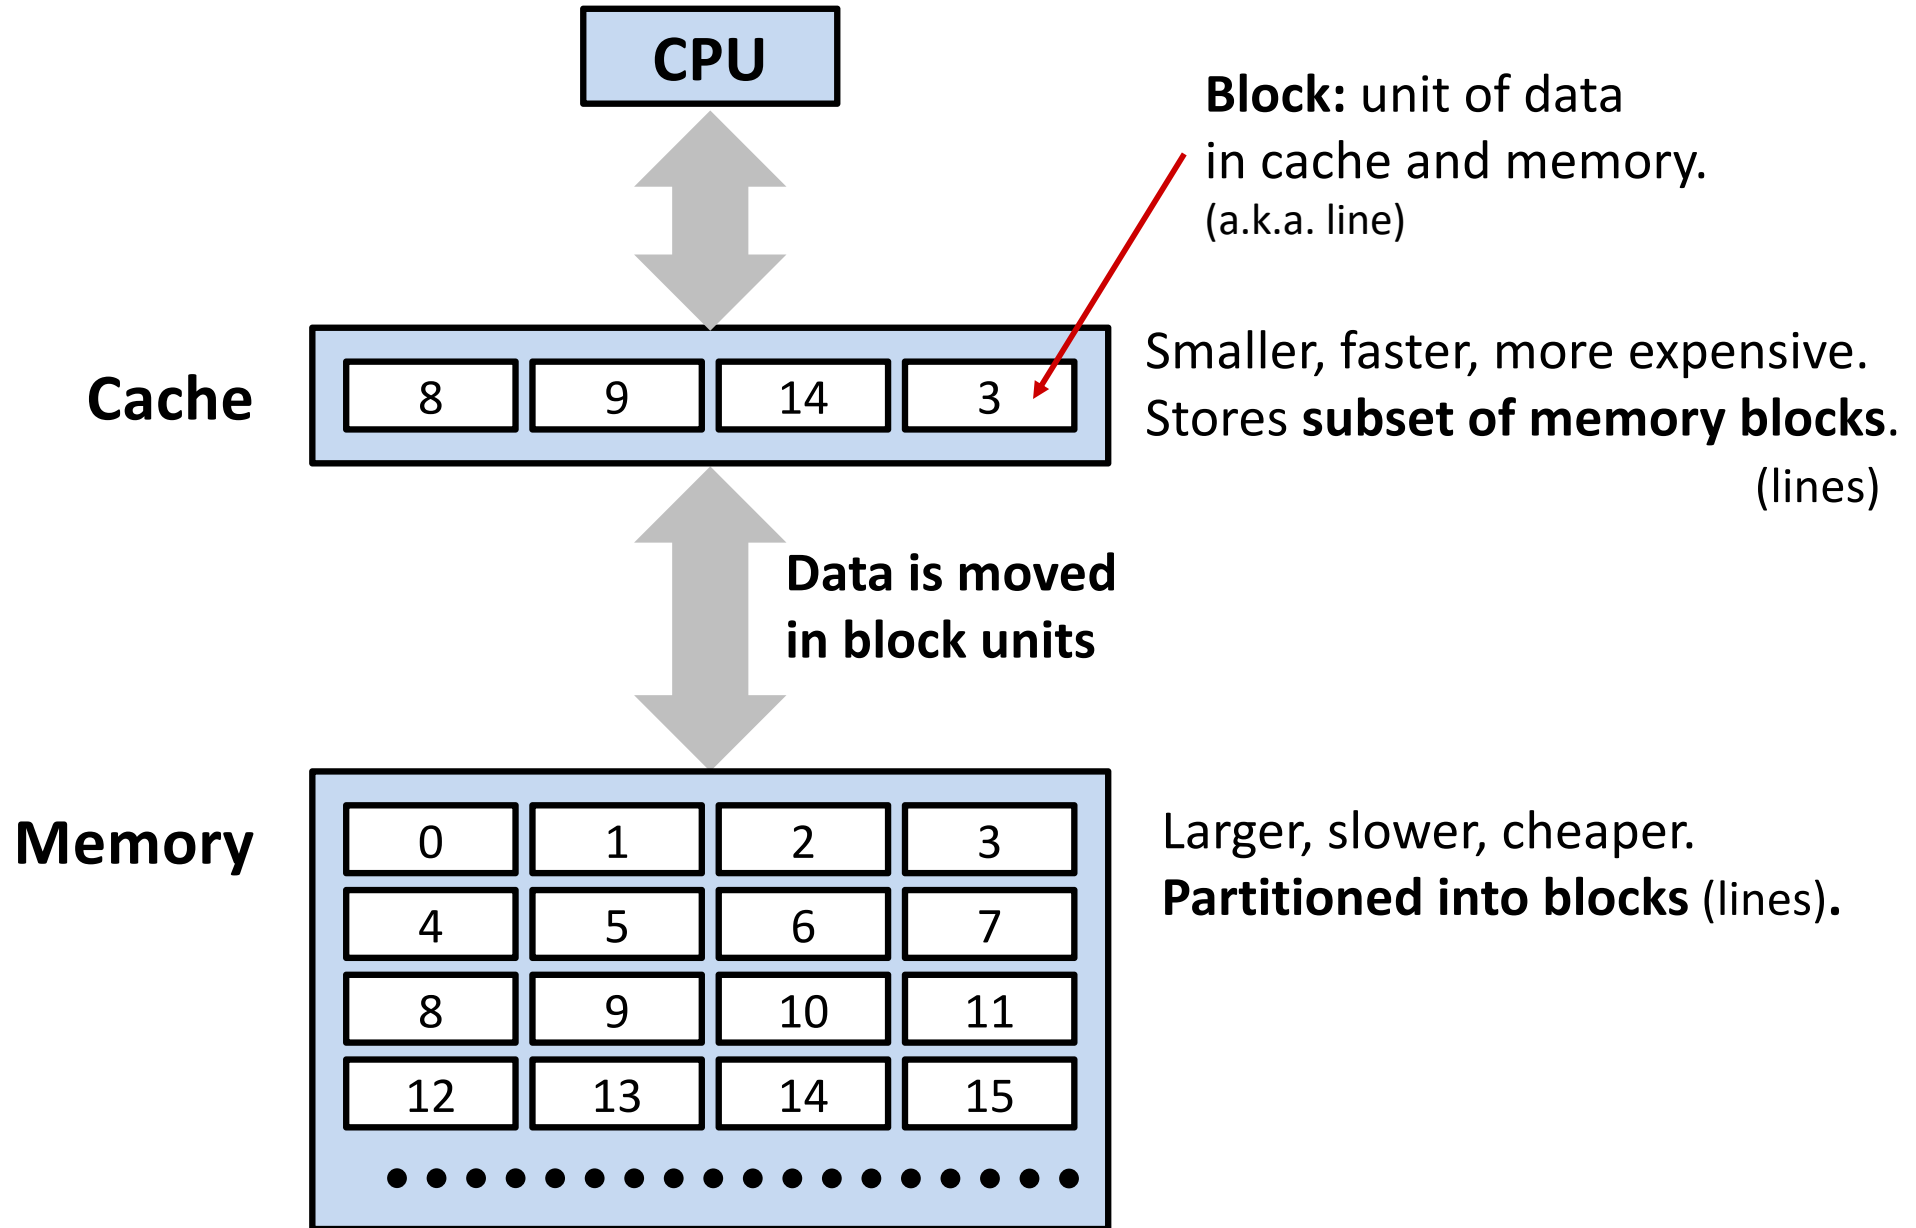 CPU
Block: unit of data
in cache and memory.
(a.k.a. line)
Cache
8 9 14 3
Smaller, faster, more expensive.
Stores subset of memory blocks.
(lines)
Data is moved
in block units
Memory
0 1 2 3
4 5 6 7
8 9 10 11
12 13 14 15
Larger, slower, cheaper.
Partitioned into blocks (lines).